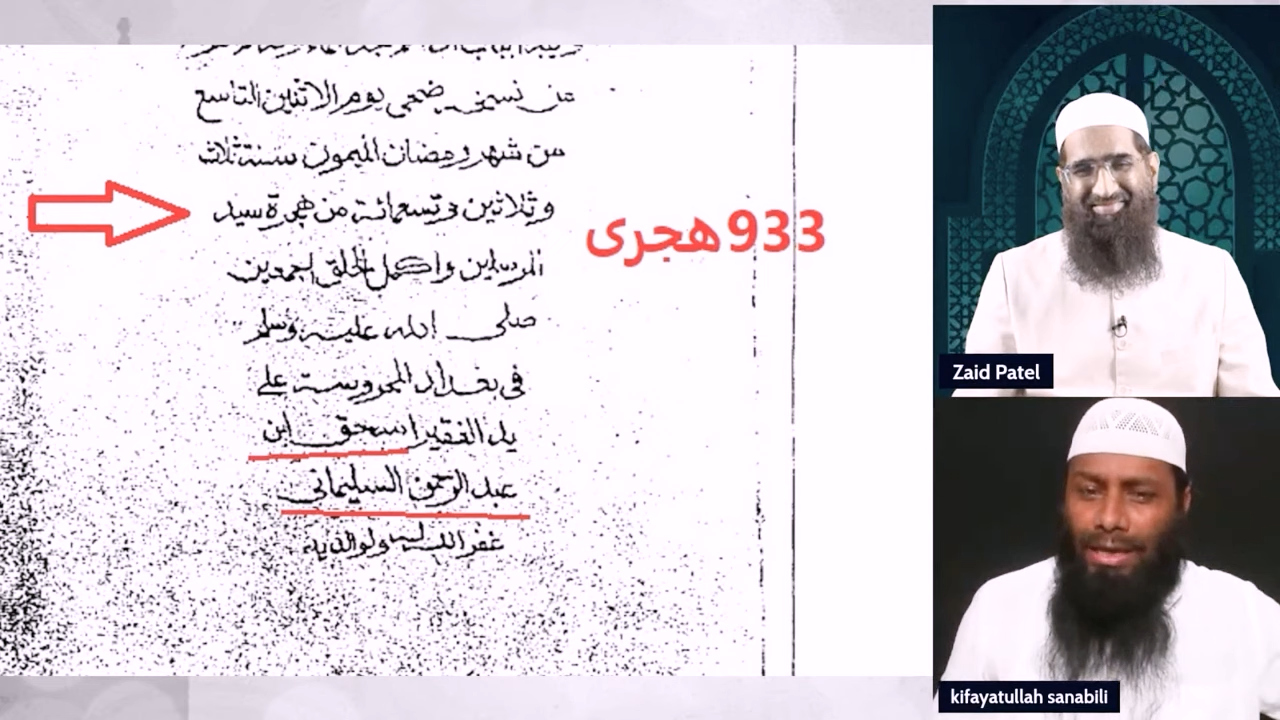 من نسخه ضحى يوم الاثنين التاسع
من شهر رمضان الميمون سنة ثلاث
وثلاثين وتسعمائة من هجرة سيد
المرسلين واكمل الخلق اجمعين
صلى الله عليه وسلم
في بغداد المحروسة على
يد الفقير اسحق ابن
عبد الرحمن السليماني
غفر الله له ولوالديه
933 هجری
Zaid Patel
kifayatullah sanabili